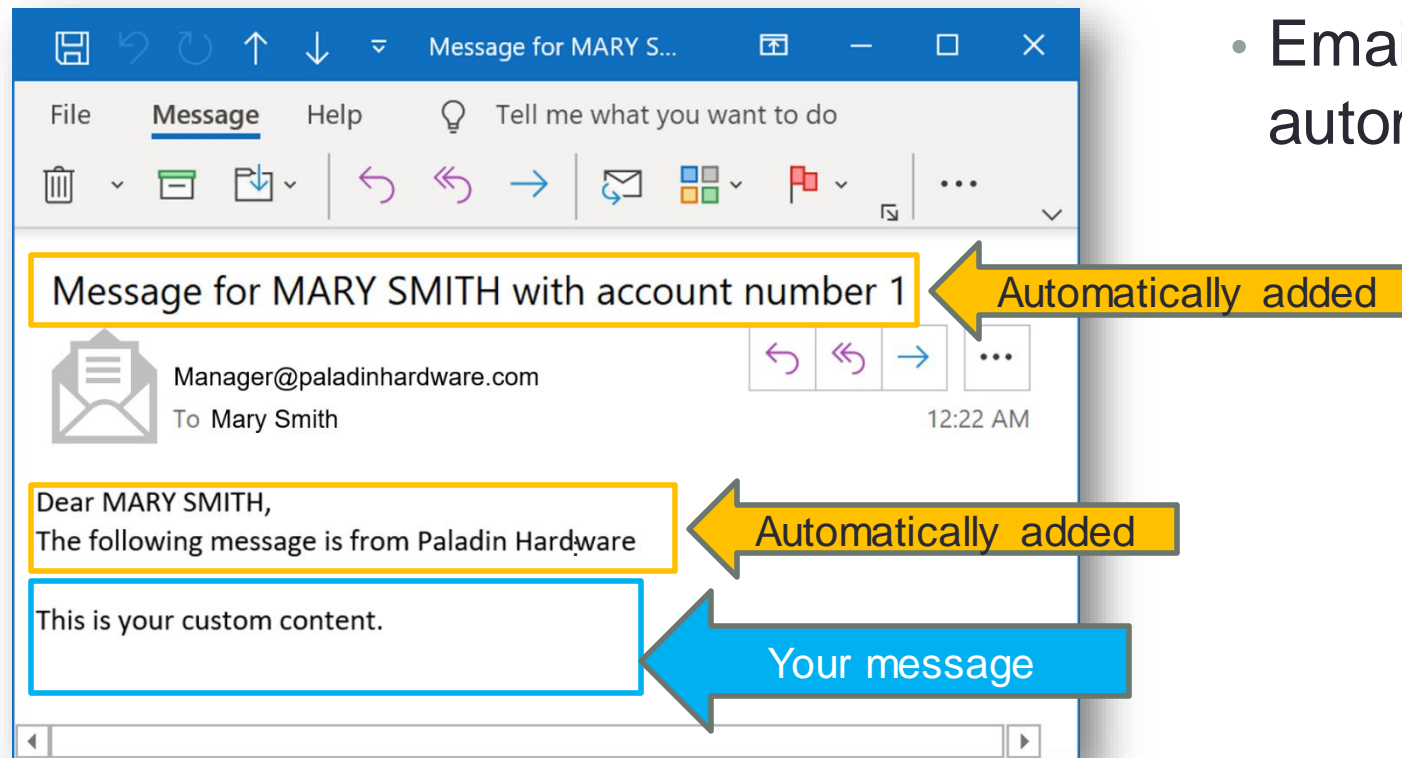 Message for MARY S...
File Message Help Tell me what you want to do
Message for MARY SMITH with account number 1
Automatically added
Manager@paladinhardware.com
To Mary Smith
12:22 AM
Dear MARY SMITH,
The following message is from Paladin Hardware
Automatically added
This is your custom content.
Your message